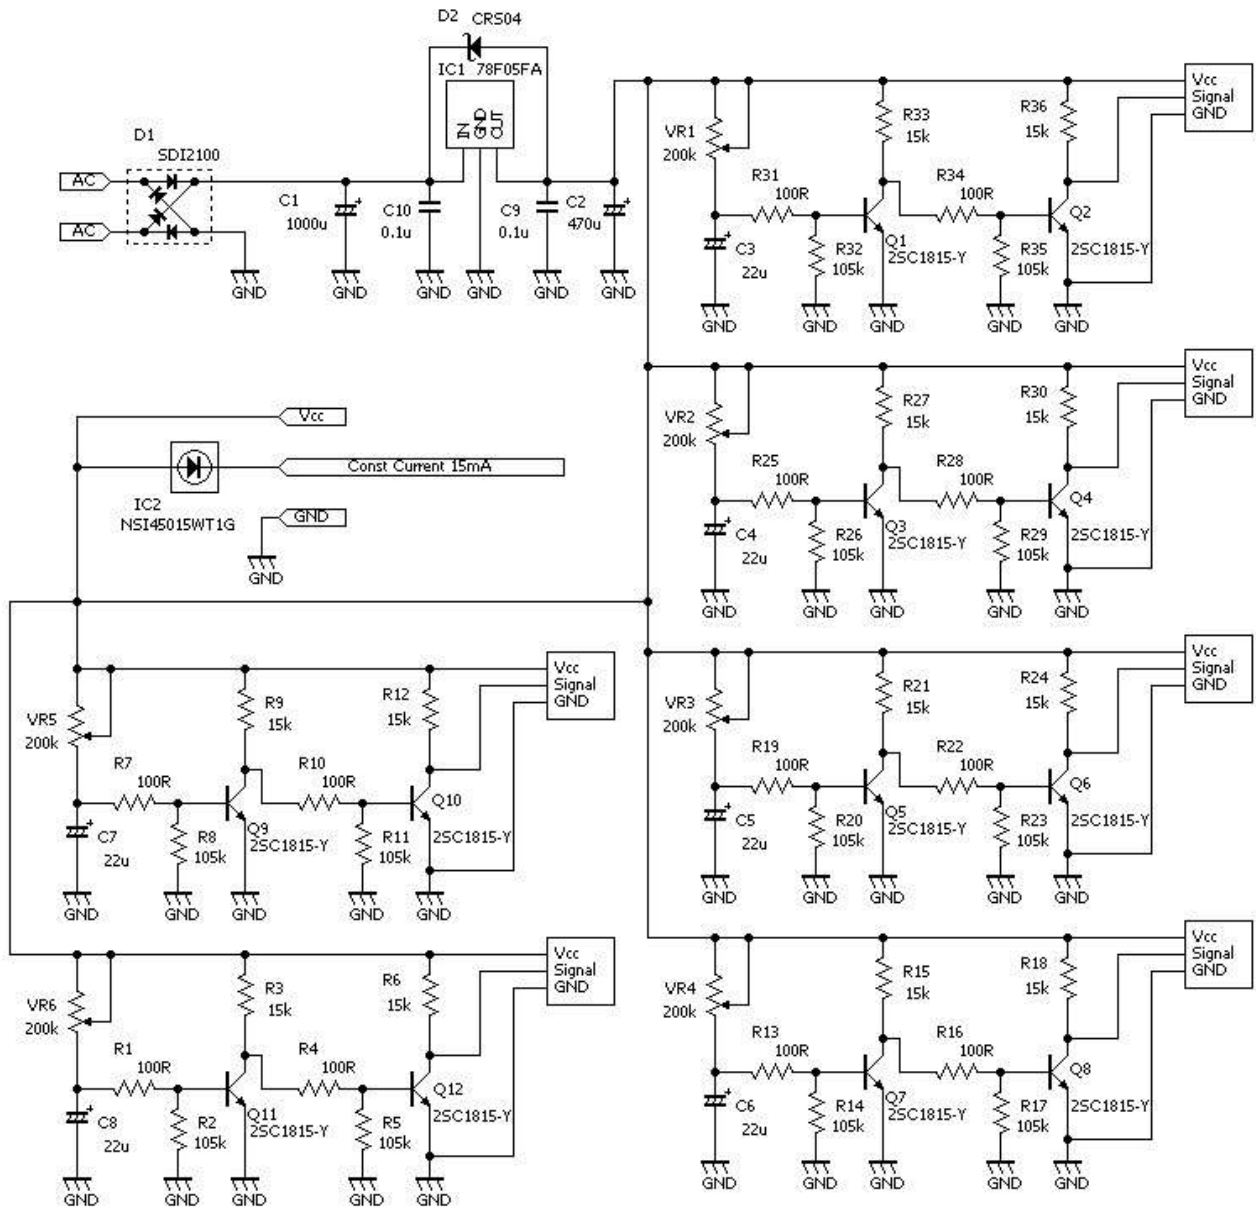 D2 CRS04
IC1 78F05FA
IN
GND
OUT
D1
SDI2100
AC
AC
C1
1000u
C10
0.1u
C9
0.1u
C2
470u
GND
GND
GND
GND
GND
GND
VR1
200k
R33
15k
R36
15k
Vcc
Signal
GND
R31
100R
R34
100R
C3
22u
R32
105k
Q1
2SC1815-Y
R35
105k
Q2
2SC1815-Y
GND
GND
GND
GND
GND
VR2
200k
R27
15k
R30
15k
Vcc
Signal
GND
R25
100R
R28
100R
C4
22u
R26
105k
Q3
2SC1815-Y
R29
105k
Q4
2SC1815-Y
GND
GND
GND
GND
GND
Vcc
Const Current 15mA
IC2
NSI45015WT1G
GND
GND
VR3
200k
R21
15k
R24
15k
Vcc
Signal
GND
R19
100R
R22
100R
C5
22u
R20
105k
Q5
2SC1815-Y
R23
105k
Q6
2SC1815-Y
GND
GND
GND
GND
GND
VR5
200k
R9
15k
R12
15k
Vcc
Signal
GND
R7
100R
R10
100R
C7
22u
R8
105k
Q9
2SC1815-Y
R11
105k
Q10
2SC1815-Y
GND
GND
GND
GND
GND
VR4
200k
R15
15k
R18
15k
Vcc
Signal
GND
R13
100R
R16
100R
C6
22u
R14
105k
Q7
2SC1815-Y
R17
105k
Q8
2SC1815-Y
GND
GND
GND
GND
GND
VR6
200k
R3
15k
R6
15k
Vcc
Signal
GND
R1
100R
R4
100R
C8
22u
R2
105k
Q11
2SC1815-Y
R5
105k
Q12
2SC1815-Y
GND
GND
GND
GND
GND